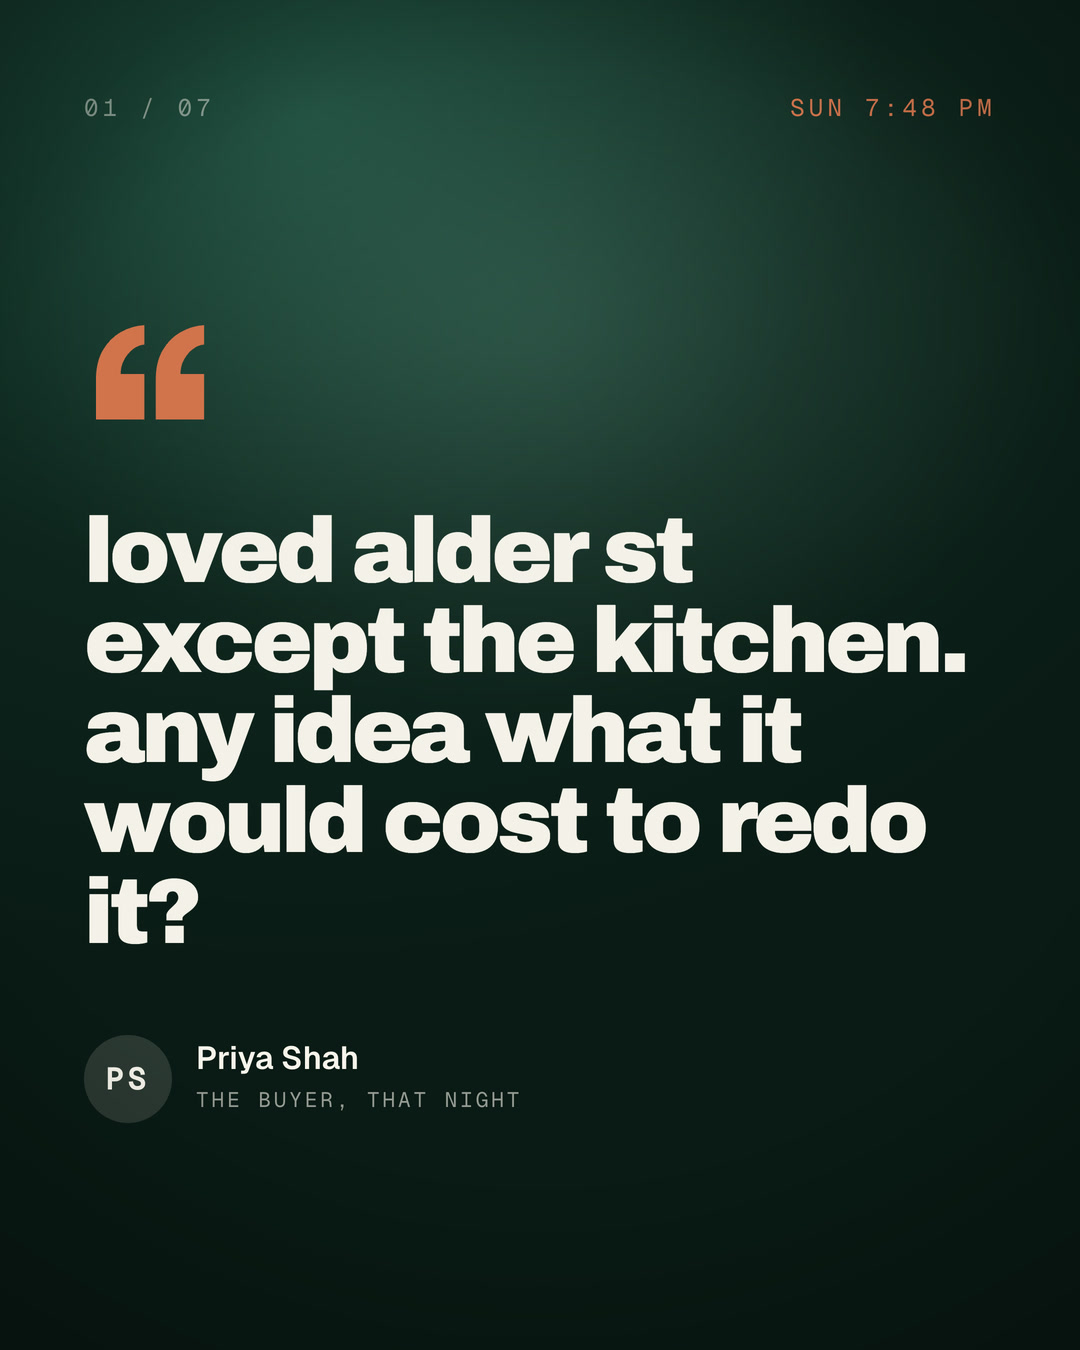 01 / 07
SUN 7:48 PM
“
loved alder st
except the kitchen.
any idea what it
would cost to redo
it?
PS
Priya Shah
THE BUYER, THAT NIGHT